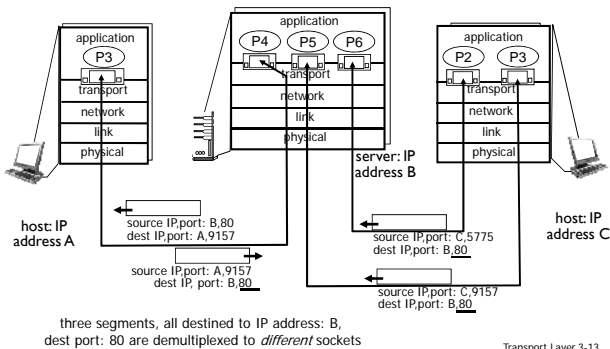 application
P3
transport
network
link
physical
host: IP
address A
application
P4
P5
P6
transport
network
link
physical
server: IP
address B
application
P2
P3
transport
network
link
physical
host: IP
address C
source IP,port: B,80
dest IP,port: A,9157
source IP,port: A,9157
dest IP, port: B,80
source IP,port: C,5775
dest IP,port: B,80
source IP,port: C,9157
dest IP,port: B,80
three segments, all destined to IP address: B,
dest port: 80 are demultiplexed to different sockets
Transport Layer 3-13